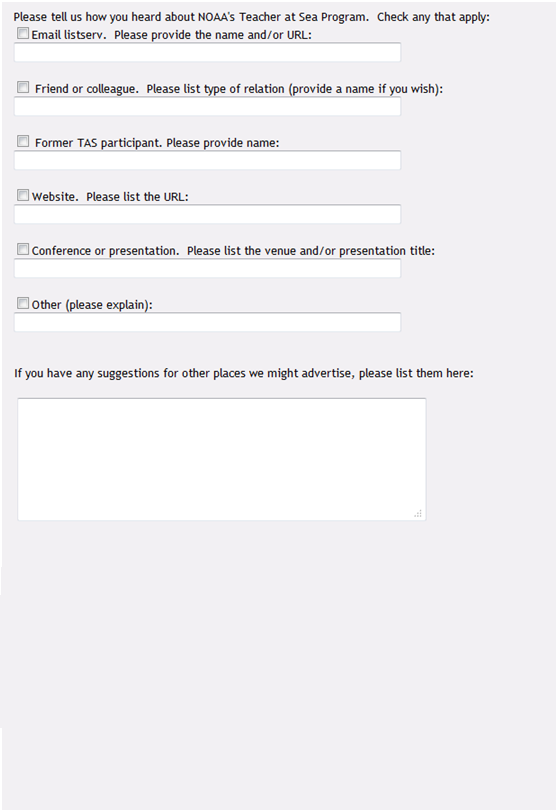 Please tell us how you heard about NOAA's Teacher at Sea Program.  Check any that apply:
Email listserv.  Please provide the name and/or URL:
Friend or colleague.  Please list type of relation (provide a name if you wish):
Former TAS participant. Please provide name:
Website.  Please list the URL:
Conference or presentation.  Please list the venue and/or presentation title:
Other (please explain):
If you have any suggestions for other places we might advertise, please list them here: